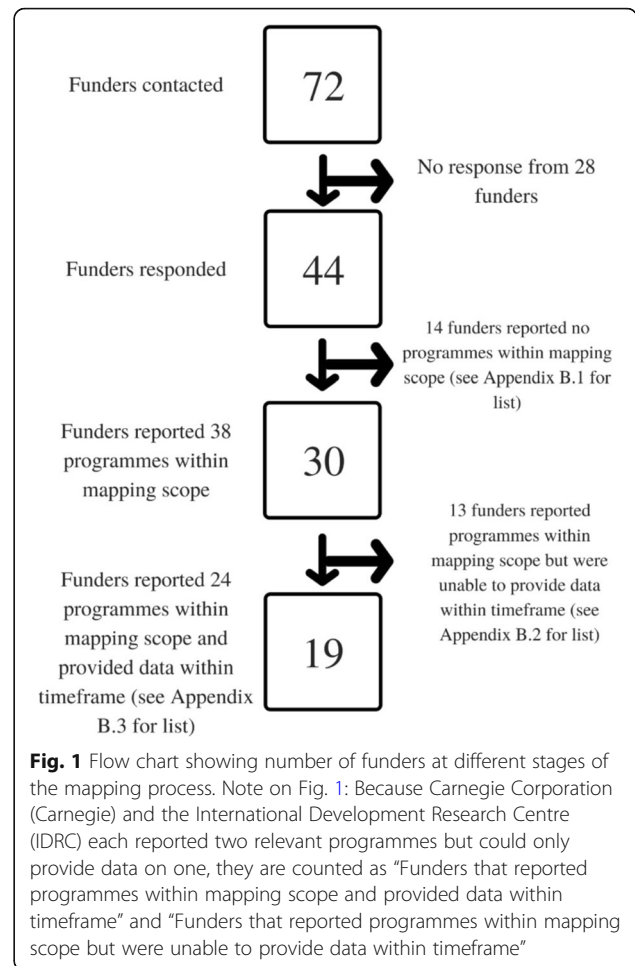 Funders contacted
72
No response from 28
funders
Funders responded
44
14 funders reported no
programmes within mapping
scope (see Appendix B.1 for
list)
Funders reported 38
programmes within
mapping scope
30
13 funders reported
programmes within
mapping scope but were
unable to provide data
within timeframe (see
Appendix B.2 for list)
Funders reported 24
programmes within
mapping scope and
provided data within
timeframe (see Appendix
B.3 for list)
19
Fig. 1 Flow chart showing number of funders at different stages of
the mapping process. Note on Fig. 1: Because Carnegie Corporation
(Carnegie) and the International Development Research Centre
(IDRC) each reported two relevant programmes but could only
provide data on one, they are counted as “Funders that reported
programmes within mapping scope and provided data within
timeframe” and “Funders that reported programmes within mapping
scope but were unable to provide data within timeframe”